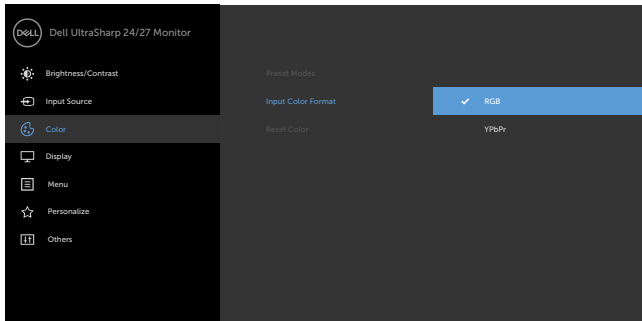 DELL Dell UltraSharp 24/27 Monitor
Brightness/Contrast
Preset Modes
Input Source
Input Color Format
RGB
Color
Reset Color
YPbPr
Display
Menu
Personalize
Others